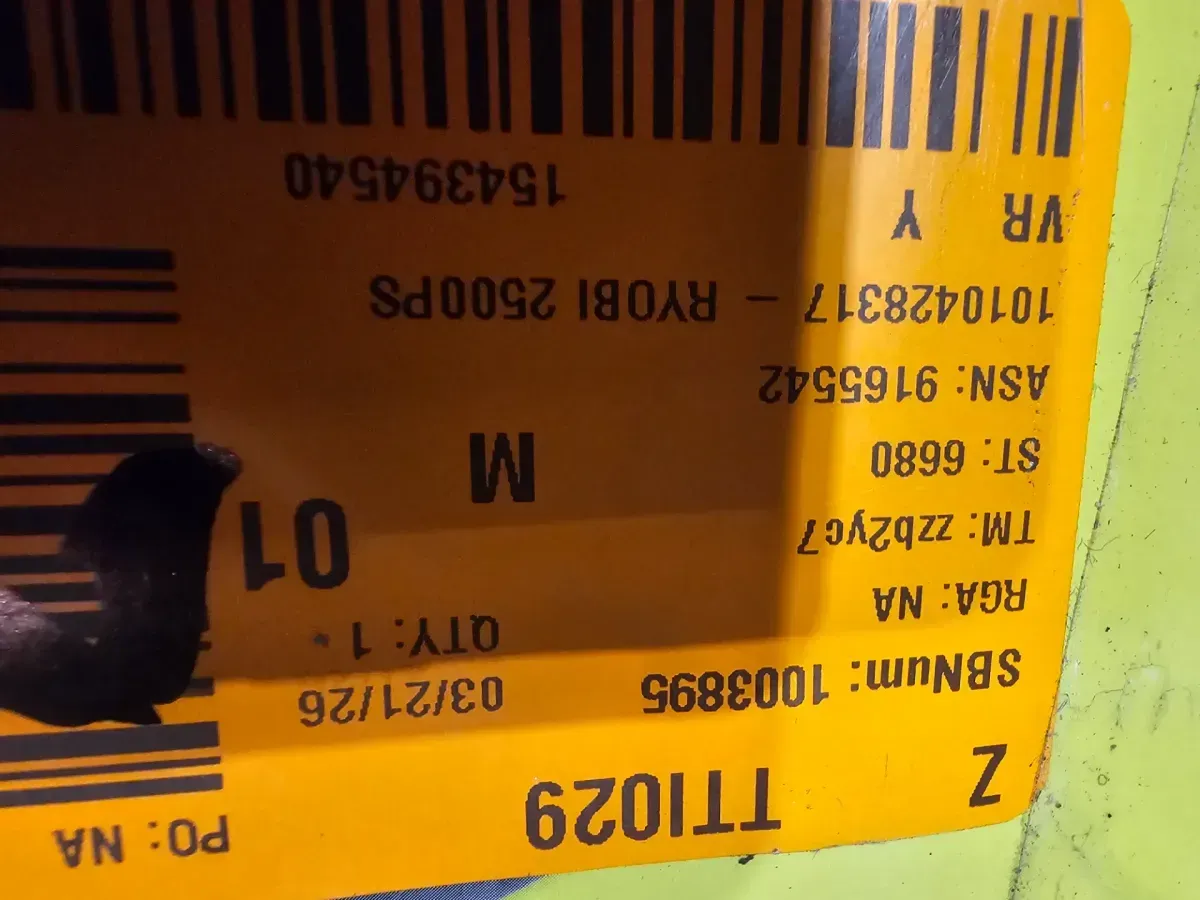 Z TTI029 PO: NA
SBNum: 1003895 03/21/26
RGA: NA QTY: 1
TM: zzb2yc7 01
ST: 6680 M
ASN: 9165542
1010428317 - RYOBI 2500PS
VR Y
154394540